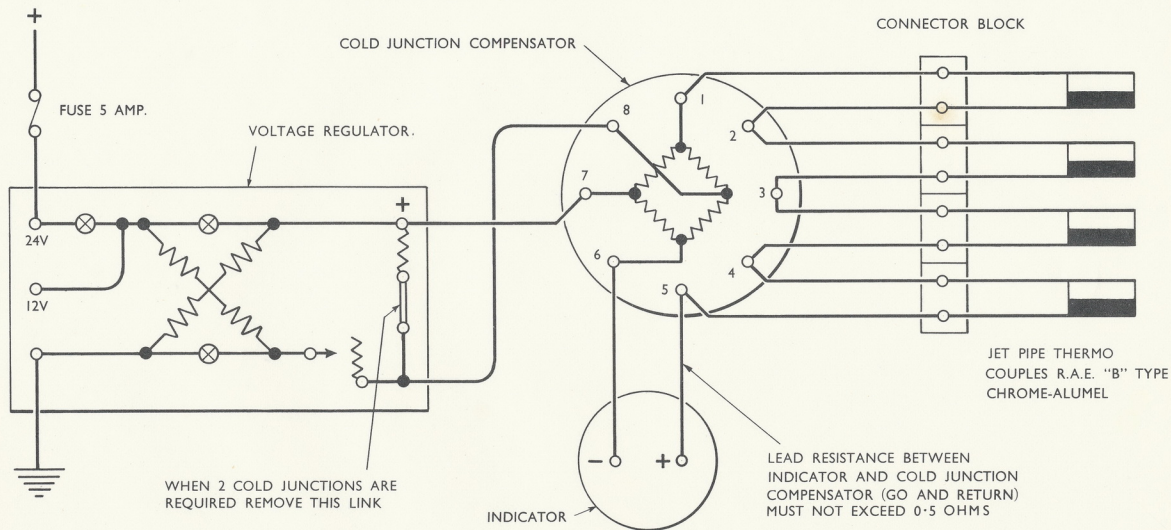 +
FUSE 5 AMP.
VOLTAGE REGULATOR.
COLD JUNCTION COMPENSATOR
CONNECTOR BLOCK
1
2
3
4
5
6
7
8
24V
12V
+
WHEN 2 COLD JUNCTIONS ARE
REQUIRED REMOVE THIS LINK
INDICATOR
- +
LEAD RESISTANCE BETWEEN
INDICATOR AND COLD JUNCTION
COMPENSATOR (GO AND RETURN)
MUST NOT EXCEED 0·5 OHMS
JET PIPE THERMO
COUPLES R.A.E. "B" TYPE
CHROME-ALUMEL